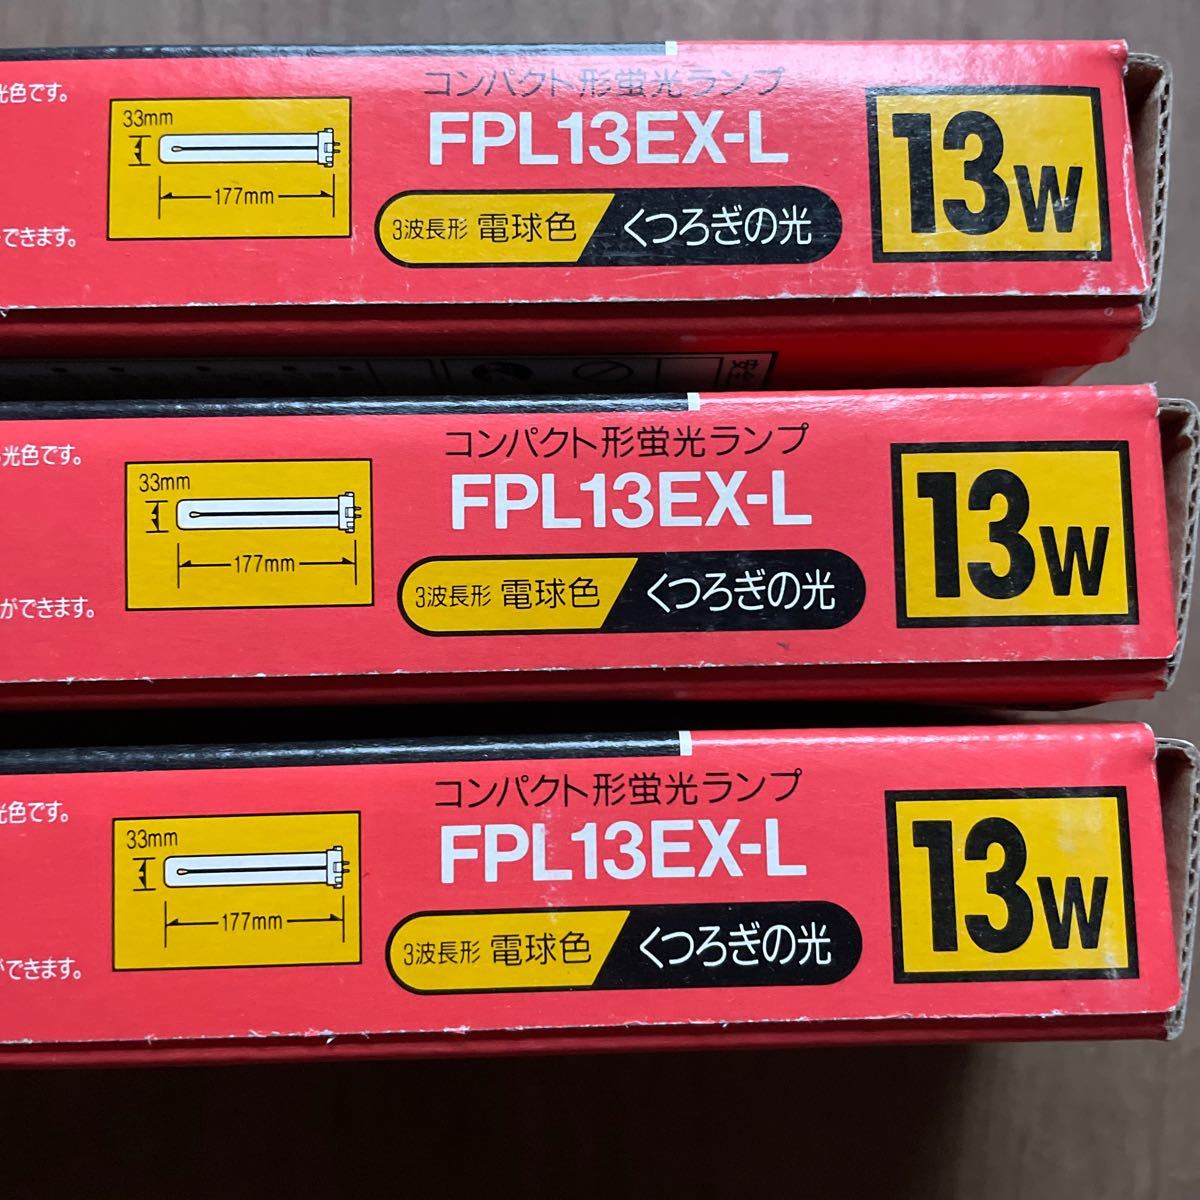 光色です。
33mm
177mm
できます。
コンパクト形蛍光ランプ
FPL13EX-L
3波長形 電球色 くつろぎの光
13W
安全
光色です。
33mm
177mm
ができます。
コンパクト形蛍光ランプ
FPL13EX-L
3波長形 電球色 くつろぎの光
13W
光色です。
33mm
177mm
ができます。
コンパクト形蛍光ランプ
FPL13EX-L
3波長形 電球色 くつろぎの光
13W